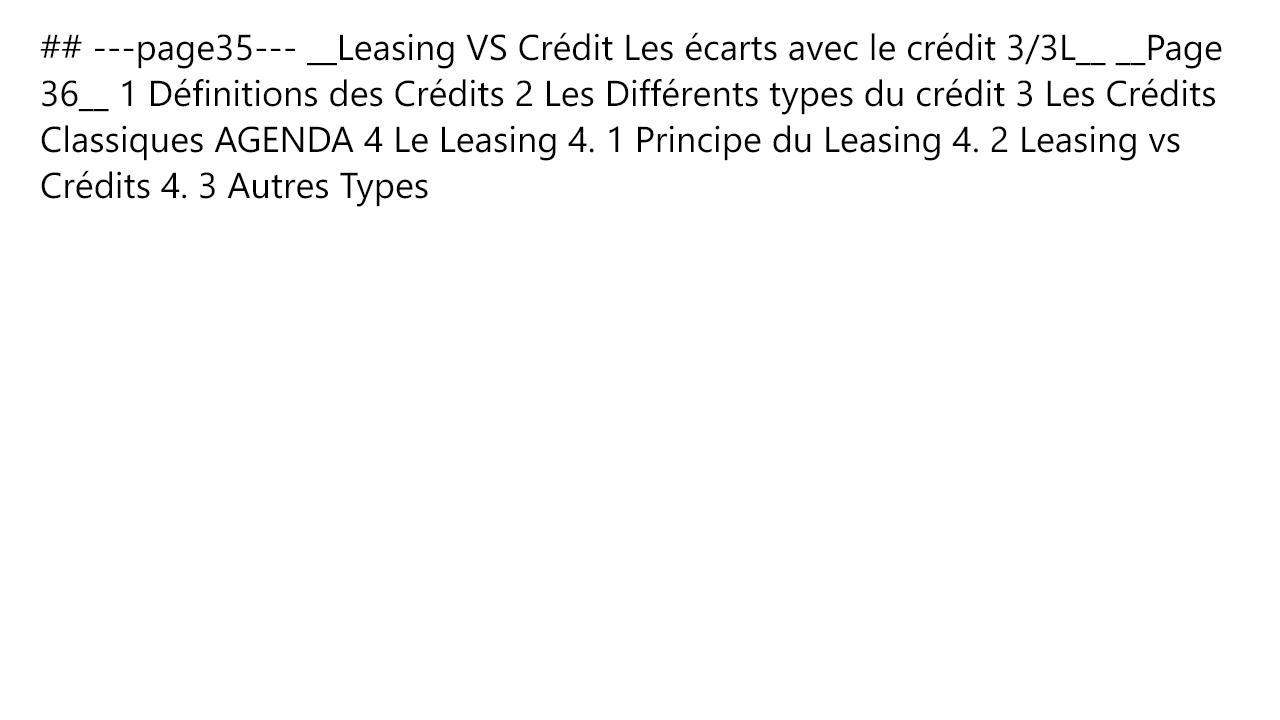 ## ---page35--- __Leasing VS Crédit Les écarts avec le crédit 3/3L__ __Page
36__ 1 Définitions des Crédits 2 Les Différents types du crédit 3 Les Crédits
Classiques AGENDA 4 Le Leasing 4. 1 Principe du Leasing 4. 2 Leasing vs
Crédits 4. 3 Autres Types